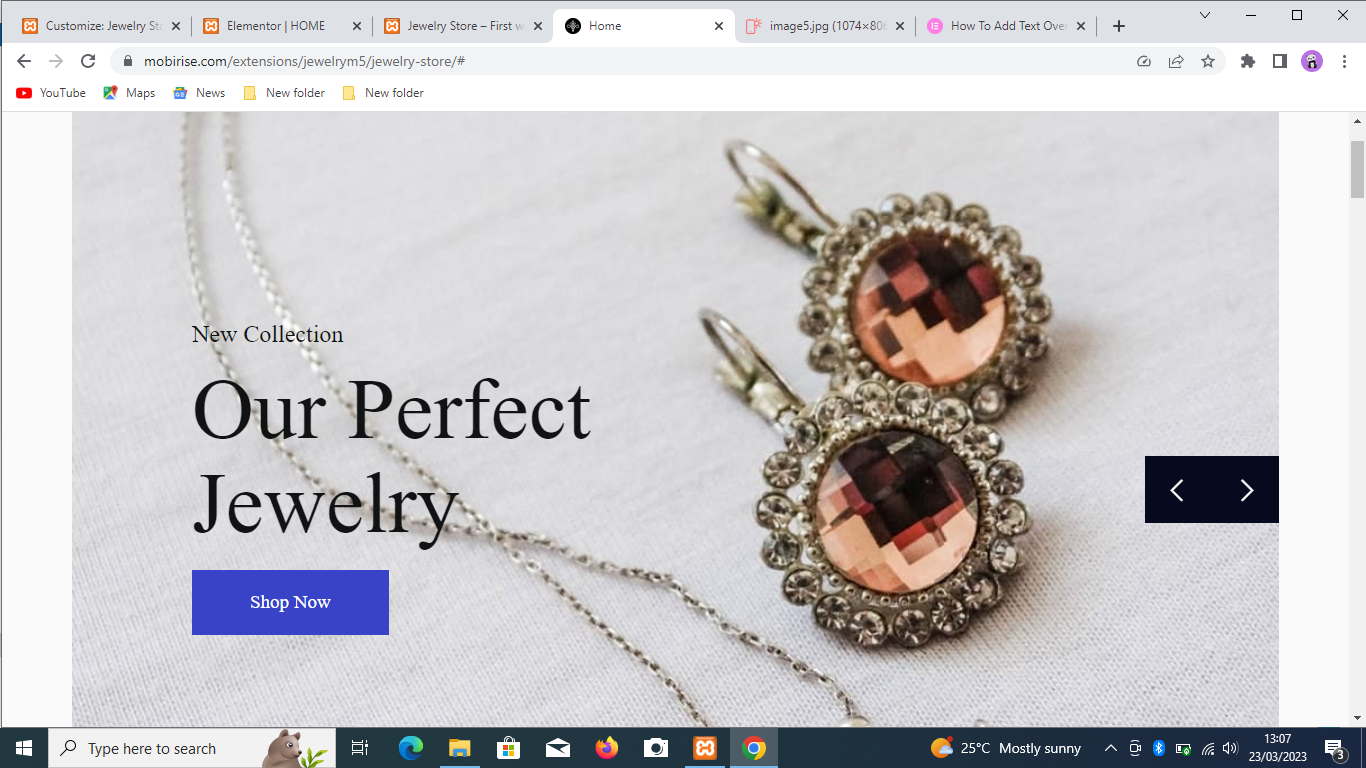 Customize: Jewelry Sto
Elementor | HOME
Jewelry Store – First w
Home
image5.jpg (1074×806
How To Add Text Over
mobirise.com/extensions/jewelrym5/jewelry-store/#
YouTube
Maps
News
New folder
New folder
New Collection
Our Perfect
Jewelry
Shop Now
Type here to search
25°C Mostly sunny
13:07
23/03/2023
3